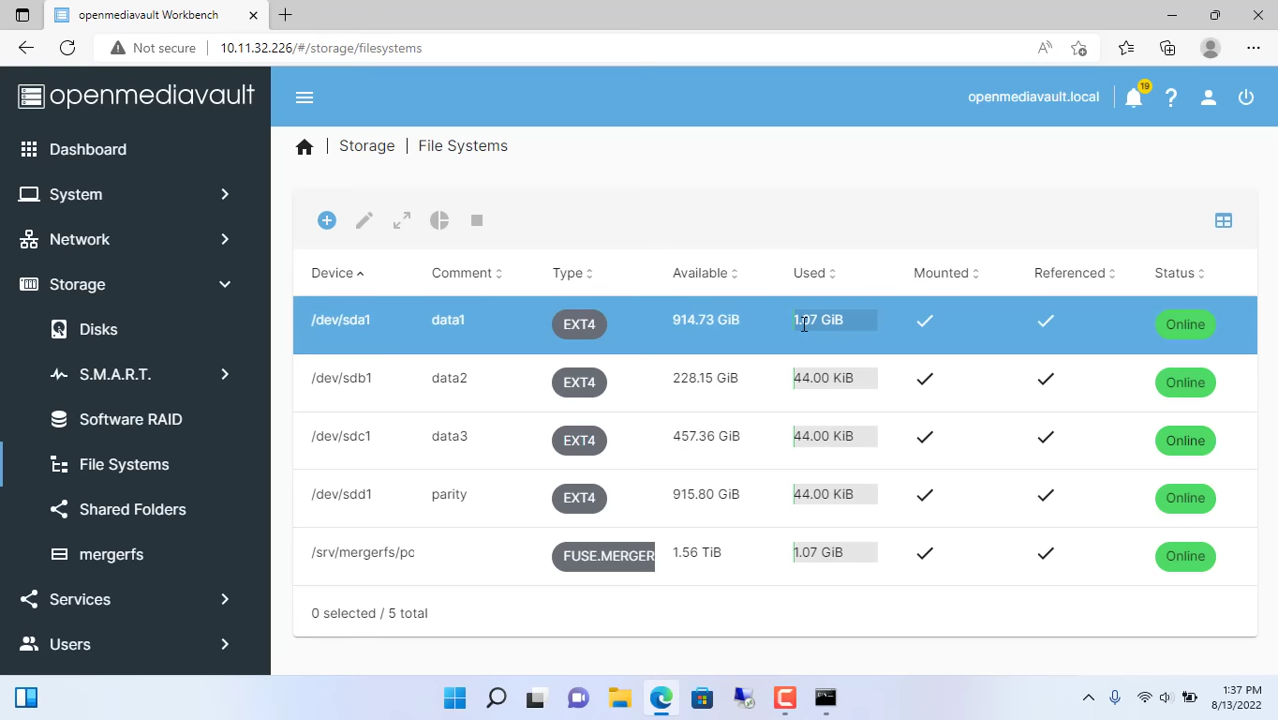 openmediavault Workbench
Not secure 10.11.32.226/#/storage/filesystems
openmediavault
openmediavault.local 19
Dashboard
System
Network
Storage
Disks
S.M.A.R.T.
Software RAID
File Systems
Shared Folders
mergerfs
Services
Users
Storage File Systems
Device Comment Type Available Used Mounted Referenced Status
/dev/sda1 data1 EXT4 914.73 GiB 1.07 GiB Online
/dev/sdb1 data2 EXT4 228.15 GiB 44.00 KiB Online
/dev/sdc1 data3 EXT4 457.36 GiB 44.00 KiB Online
/dev/sdd1 parity EXT4 915.80 GiB 44.00 KiB Online
/srv/mergerfs/po FUSE.MERGER 1.56 TiB 1.07 GiB Online
0 selected / 5 total
1:37 PM
8/13/2022